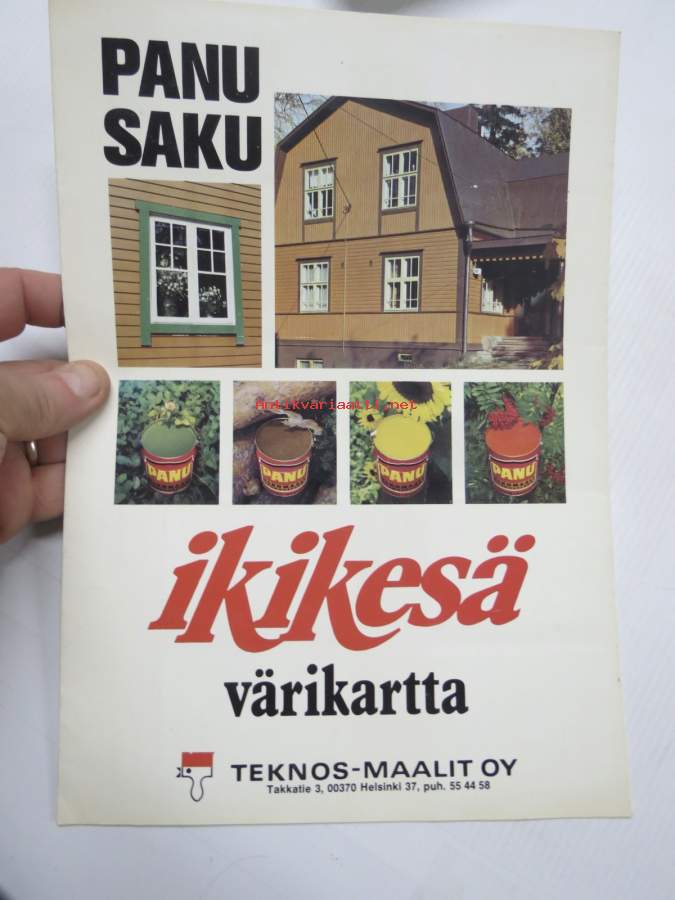 PANU
SAKU
Antikvariaatti.net
PANU
PANU
PANU
PANU
ikikesä
värikartta
TEKNOS-MAALIT OY
Takkatie 3, 00370 Helsinki 37, puh. 55 44 58